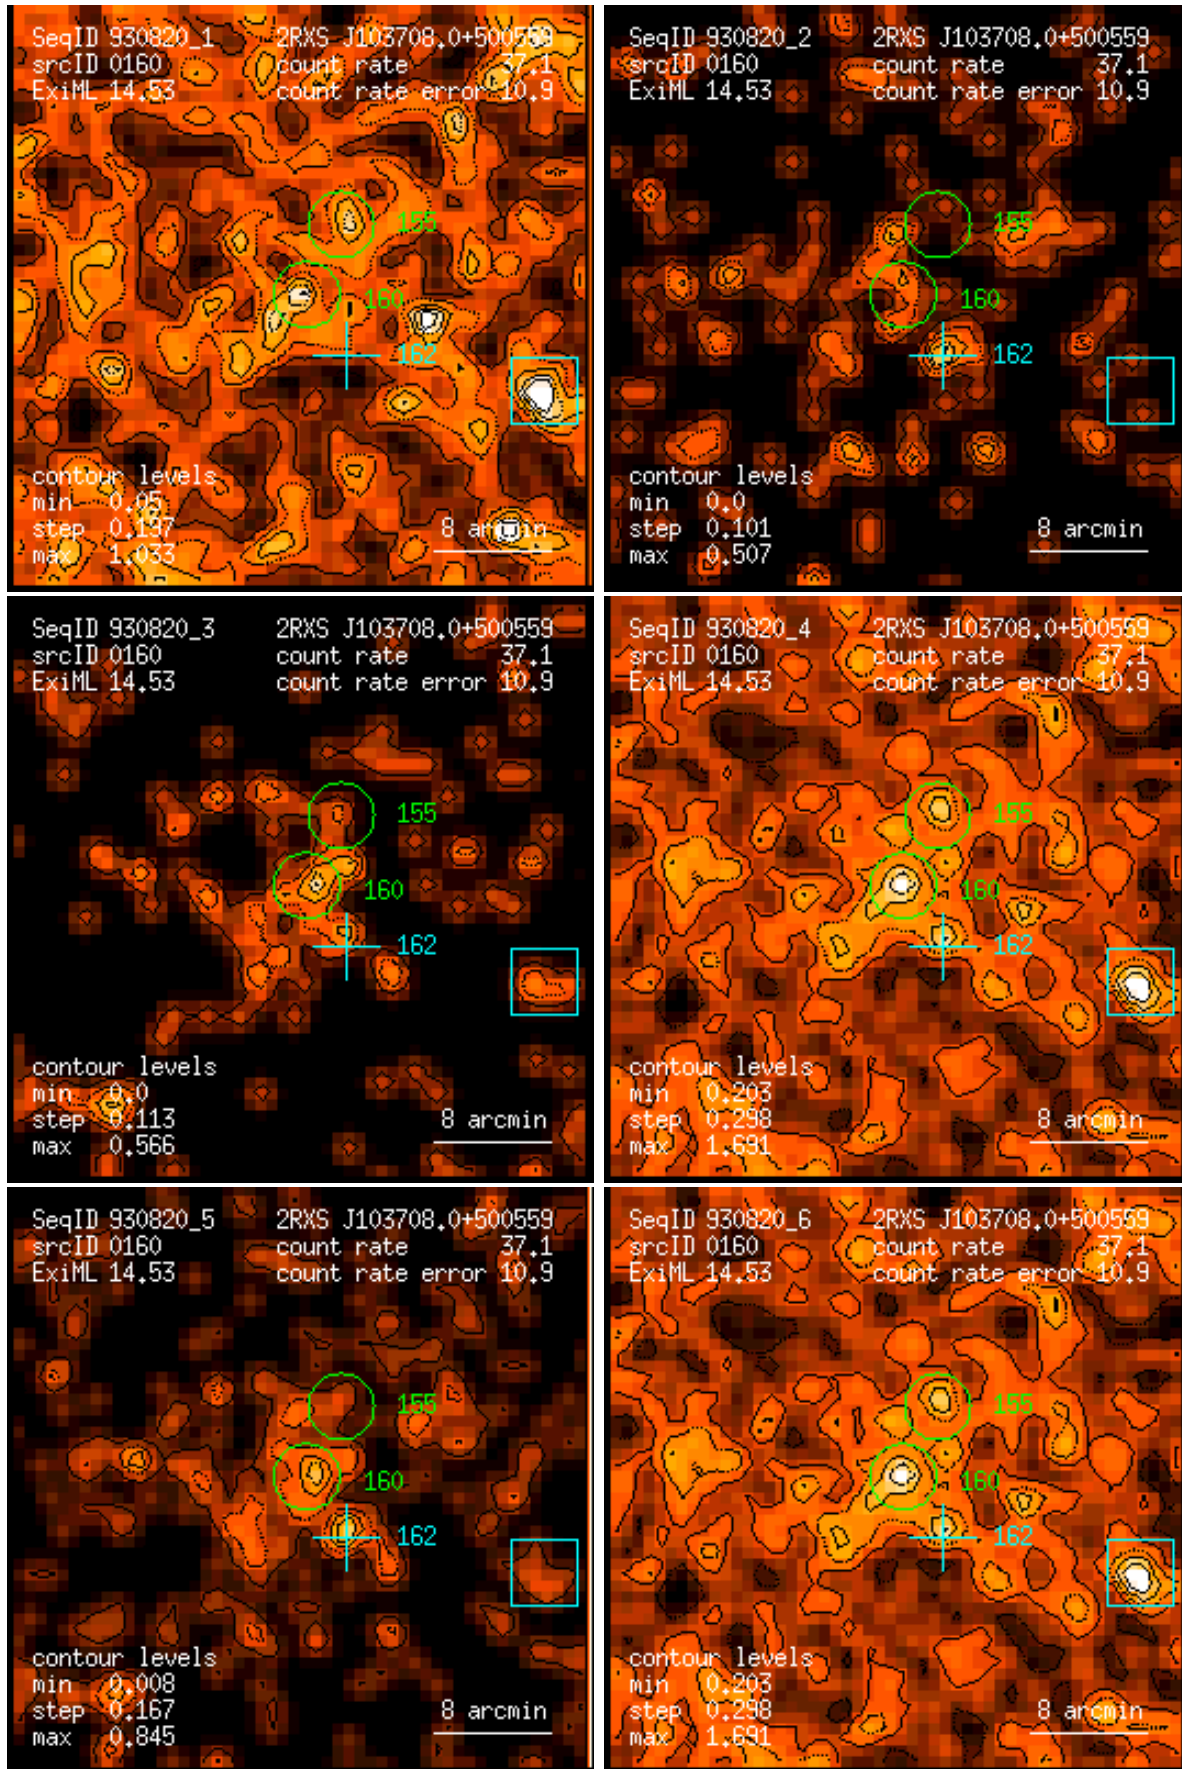 SeqID 930820_1 2RXS J103708.0+500559
srcID 0160 count rate 37.1
ExiML 14.53 count rate error 10.9
155
160
162
contour levels
min 0.05
step 0.197
max 1.033
8 arcmin
SeqID 930820_2 2RXS J103708.0+500559
srcID 0160 count rate 37.1
ExiML 14.53 count rate error 10.9
155
160
162
contour levels
min 0.0
step 0.101
max 0.507
8 arcmin
SeqID 930820_3 2RXS J103708.0+500559
srcID 0160 count rate 37.1
ExiML 14.53 count rate error 10.9
155
160
162
contour levels
min 0.0
step 0.113
max 0.566
8 arcmin
SeqID 930820_4 2RXS J103708.0+500559
srcID 0160 count rate 37.1
ExiML 14.53 count rate error 10.9
155
160
162
contour levels
min 0.203
step 0.298
max 1.691
8 arcmin
SeqID 930820_5 2RXS J103708.0+500559
srcID 0160 count rate 37.1
ExiML 14.53 count rate error 10.9
155
160
162
contour levels
min 0.008
step 0.167
max 0.845
8 arcmin
SeqID 930820_6 2RXS J103708.0+500559
srcID 0160 count rate 37.1
ExiML 14.53 count rate error 10.9
155
160
162
contour levels
min 0.203
step 0.298
max 1.691
8 arcmin